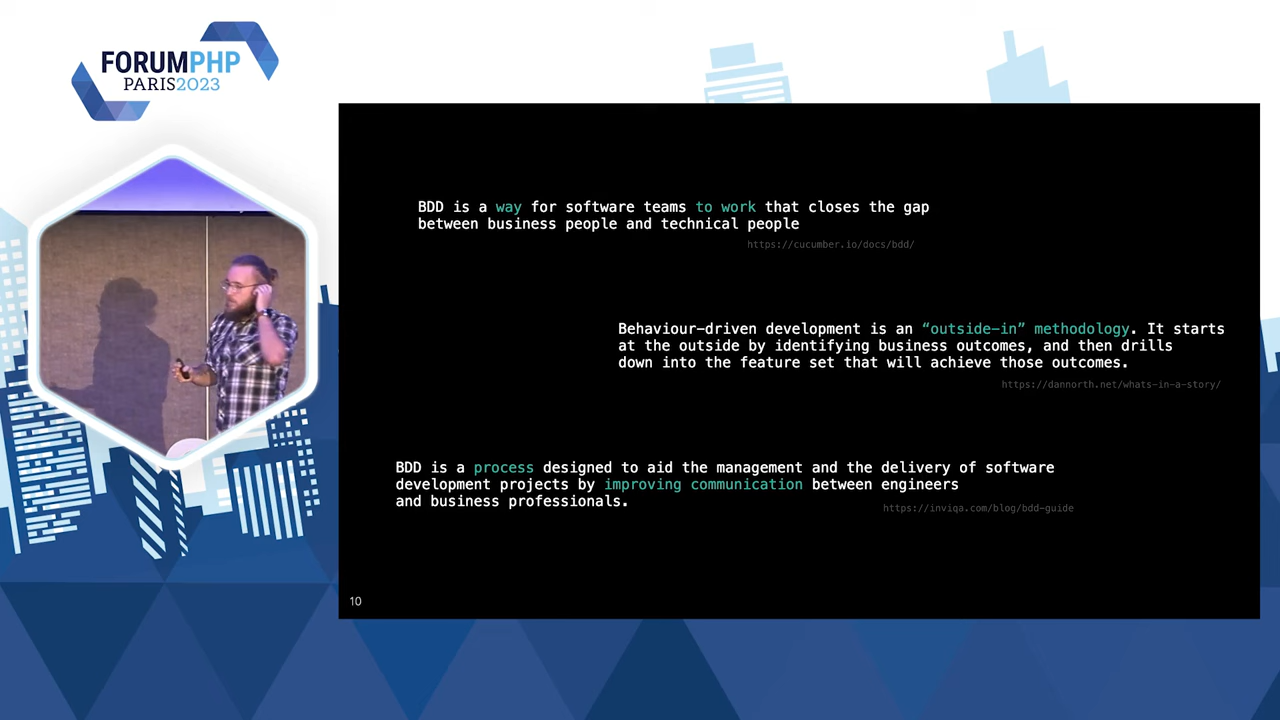 FORUMPHP
PARIS2023
BDD is a way for software teams to work that closes the gap
between business people and technical people
https://cucumber.io/docs/bdd/
Behaviour-driven development is an “outside-in” methodology. It starts
at the outside by identifying business outcomes, and then drills
down into the feature set that will achieve those outcomes.
https://dannorth.net/whats-in-a-story/
BDD is a process designed to aid the management and the delivery of software
development projects by improving communication between engineers
and business professionals.
https://inviqa.com/blog/bdd-guide
10